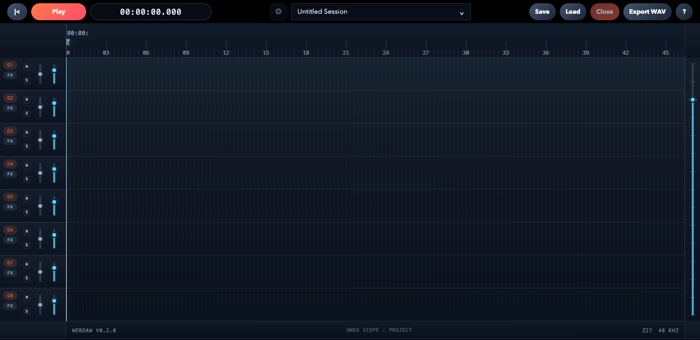 Play
00:00:00.000
Untitled Session
Save
Load
Close
Export WAV
?
00:00:
0 03 06 09 12 15 18 21 24 27 30 33 36 39 42 45
01 M
FX S
02 M
FX S
03 M
FX S
04 M
FX S
05 M
FX S
06 M
FX S
07 M
FX S
08 M
FX S
WEBDAW V0.2.0
UNDO SCOPE : PROJECT
Z27 48 KHZ